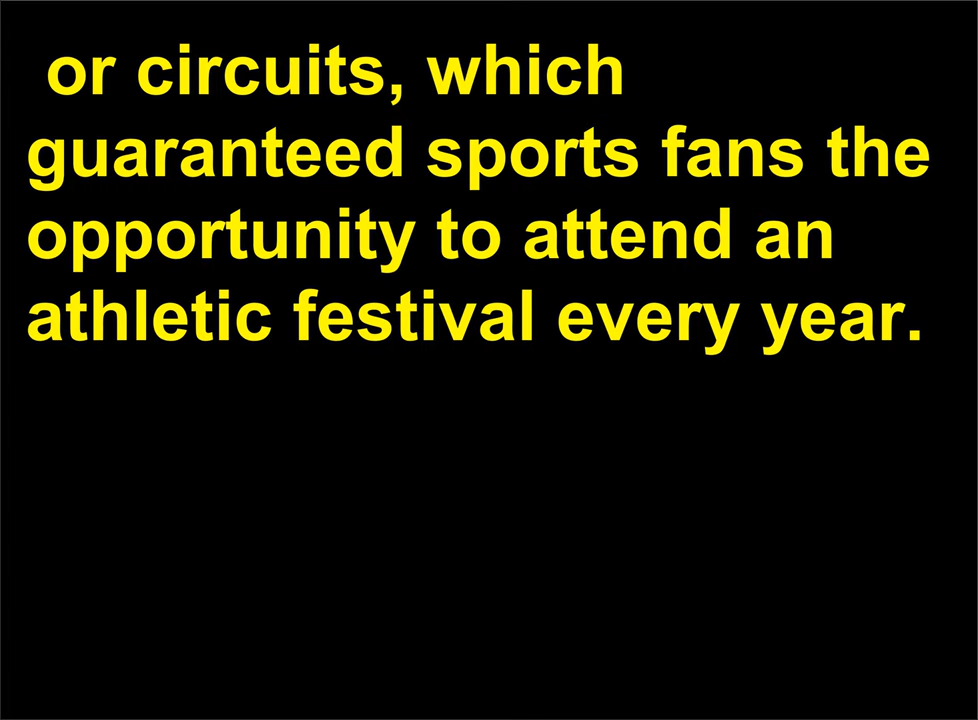 or circuits, which
guaranteed sports fans the
opportunity to attend an
athletic festival every year.